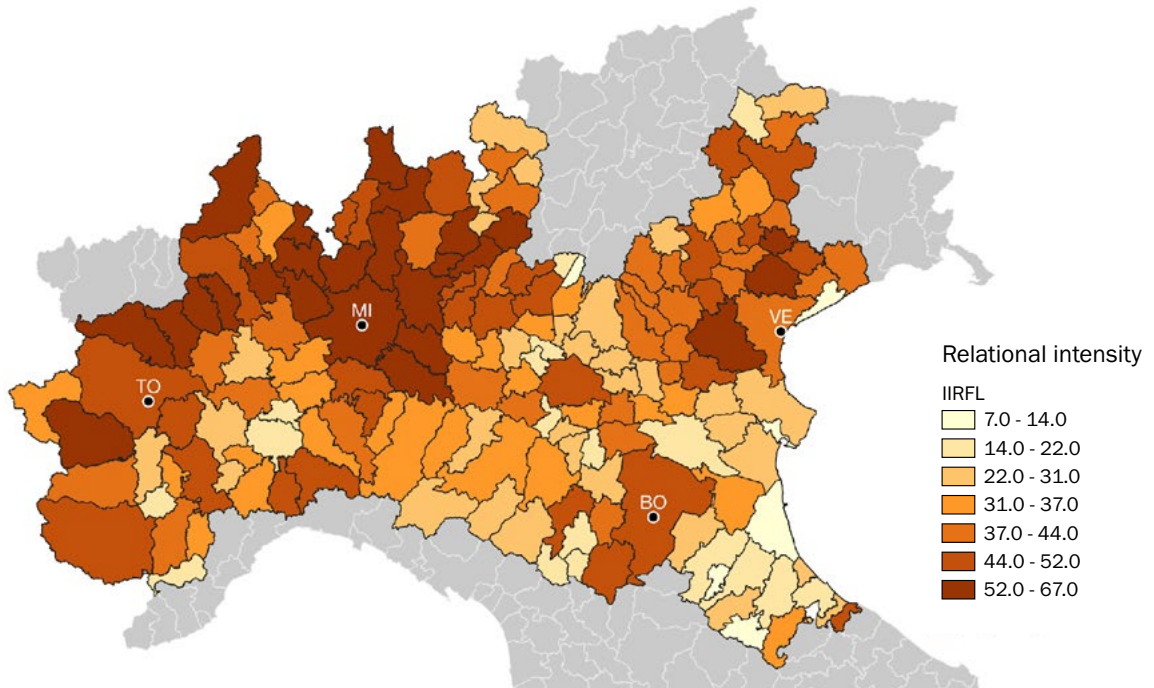 MI
VE
TO
BO
Relational intensity
IIRFL
7.0 - 14.0
14.0 - 22.0
22.0 - 31.0
31.0 - 37.0
37.0 - 44.0
44.0 - 52.0
52.0 - 67.0